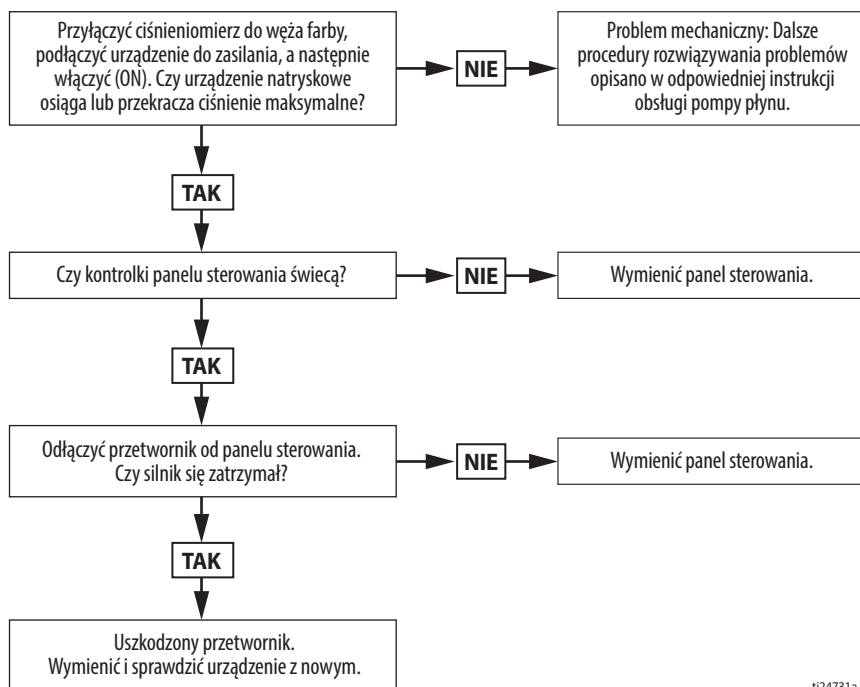 Przyłączyć ciśnieniomierz do węża farby,
podłączyć urządzenie do zasilania, a następnie
włączyć (ON). Czy urządzenie natryskowe
osiąga lub przekracza ciśnienie maksymalne?
NIE
Problem mechaniczny: Dalsze
procedury rozwiązywania problemów
opisano w odpowiedniej instrukcji
obsługi pompy płynu.
TAK
Czy kontrolki panelu sterowania świecą?
NIE
Wymienić panel sterowania.
TAK
Odłączyć przetwornik od panelu sterowania.
Czy silnik się zatrzymał?
NIE
Wymienić panel sterowania.
TAK
Uszkodzony przetwornik.
Wymienić i sprawdzić urządzenie z nowym.
ti24731a